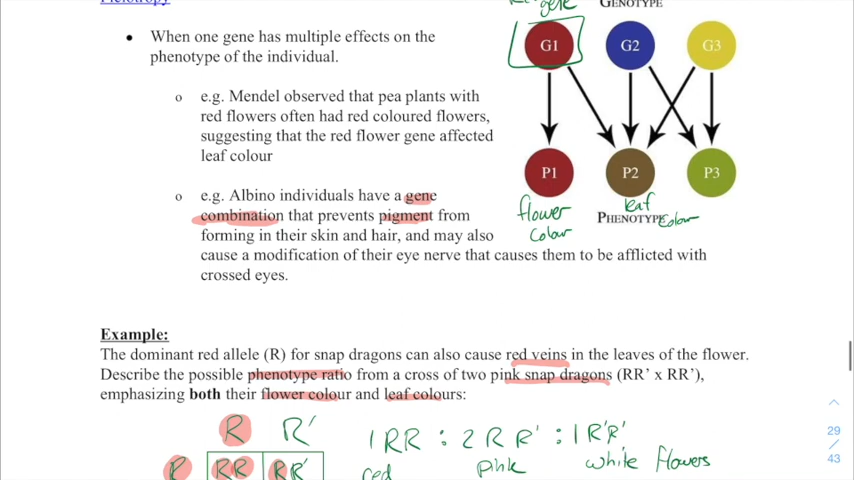 Pleiotropy
gene
GENOTYPE
• When one gene has multiple effects on the
phenotype of the individual.
o e.g. Mendel observed that pea plants with
red flowers often had red coloured flowers,
suggesting that the red flower gene affected
leaf colour
o e.g. Albino individuals have a gene
combination that prevents pigment from
forming in their skin and hair, and may also
cause a modification of their eye nerve that causes them to be afflicted with
crossed eyes.
G1 G2 G3
P1 P2 P3
flower
colour
leaf
colour
PHENOTYPE
Example:
The dominant red allele (R) for snap dragons can also cause red veins in the leaves of the flower.
Describe the possible phenotype ratio from a cross of two pink snap dragons (RR' x RR'),
emphasizing both their flower colour and leaf colours:
R R'
1 RR : 2 R R' : 1 R'R'
R RR RR'
red pink white flowers
29
/
43